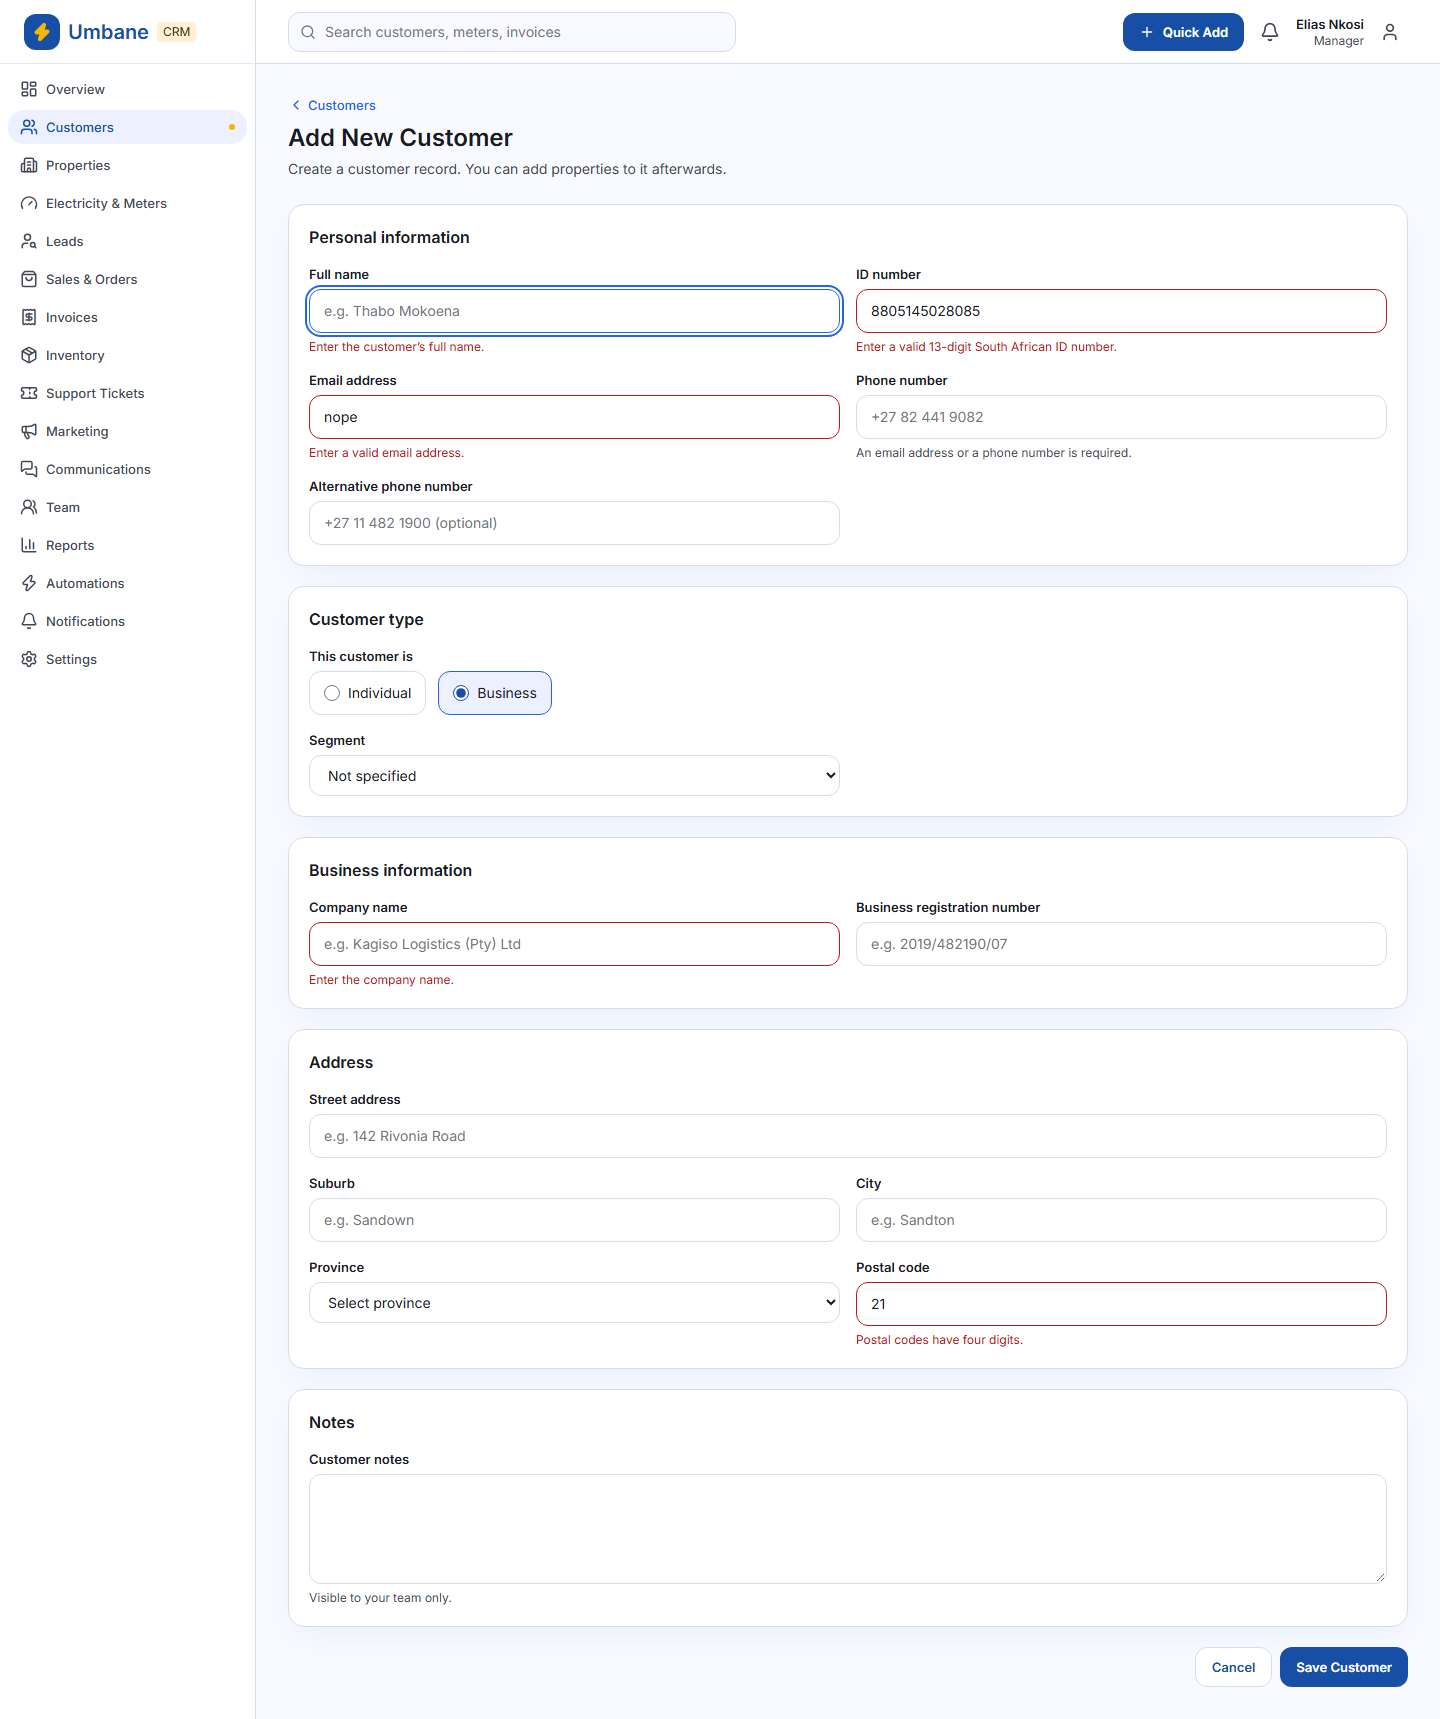 Umbane CRM
Search customers, meters, invoices
Quick Add
Elias Nkosi
Manager
Overview
Customers
Properties
Electricity & Meters
Leads
Sales & Orders
Invoices
Inventory
Support Tickets
Marketing
Communications
Team
Reports
Automations
Notifications
Settings
Customers
Add New Customer
Create a customer record. You can add properties to it afterwards.
Personal information
Full name
e.g. Thabo Mokoena
Enter the customer’s full name.
ID number
8805145028085
Enter a valid 13-digit South African ID number.
Email address
nope
Enter a valid email address.
Phone number
+27 82 441 9082
An email address or a phone number is required.
Alternative phone number
+27 11 482 1900 (optional)
Customer type
This customer is
Individual
Business
Segment
Not specified
Business information
Company name
e.g. Kagiso Logistics (Pty) Ltd
Enter the company name.
Business registration number
e.g. 2019/482190/07
Address
Street address
e.g. 142 Rivonia Road
Suburb
e.g. Sandown
City
e.g. Sandton
Province
Select province
Postal code
21
Postal codes have four digits.
Notes
Customer notes
Visible to your team only.
Cancel
Save Customer